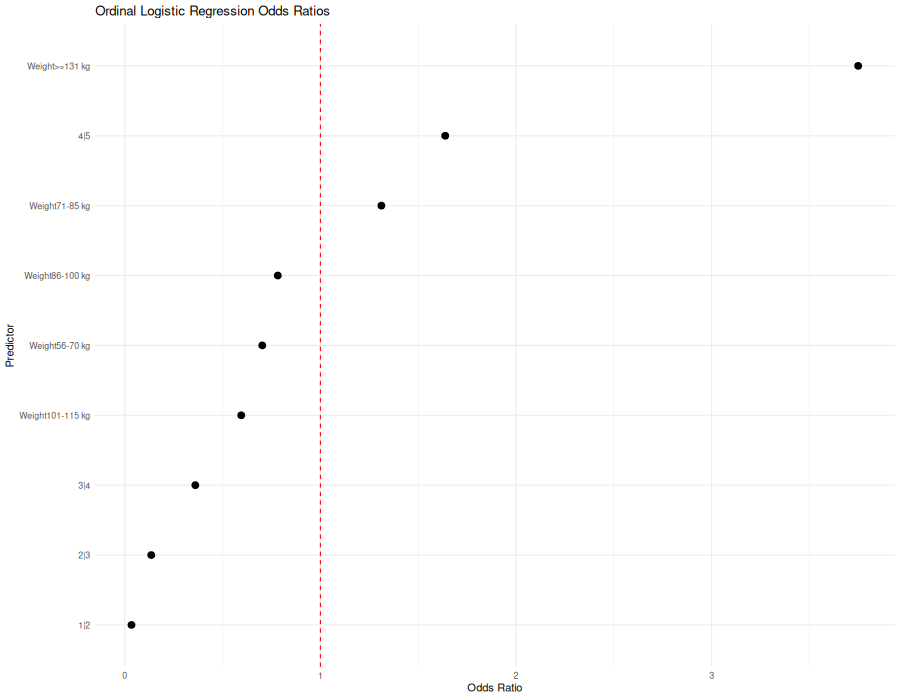 Ordinal Logistic Regression Odds Ratios
Weight>=131 kg
4|5
Weight71-85 kg
Weight86-100 kg
Weight56-70 kg
Weight101-115 kg
3|4
2|3
1|2
Predictor
0 1 2 3
Odds Ratio